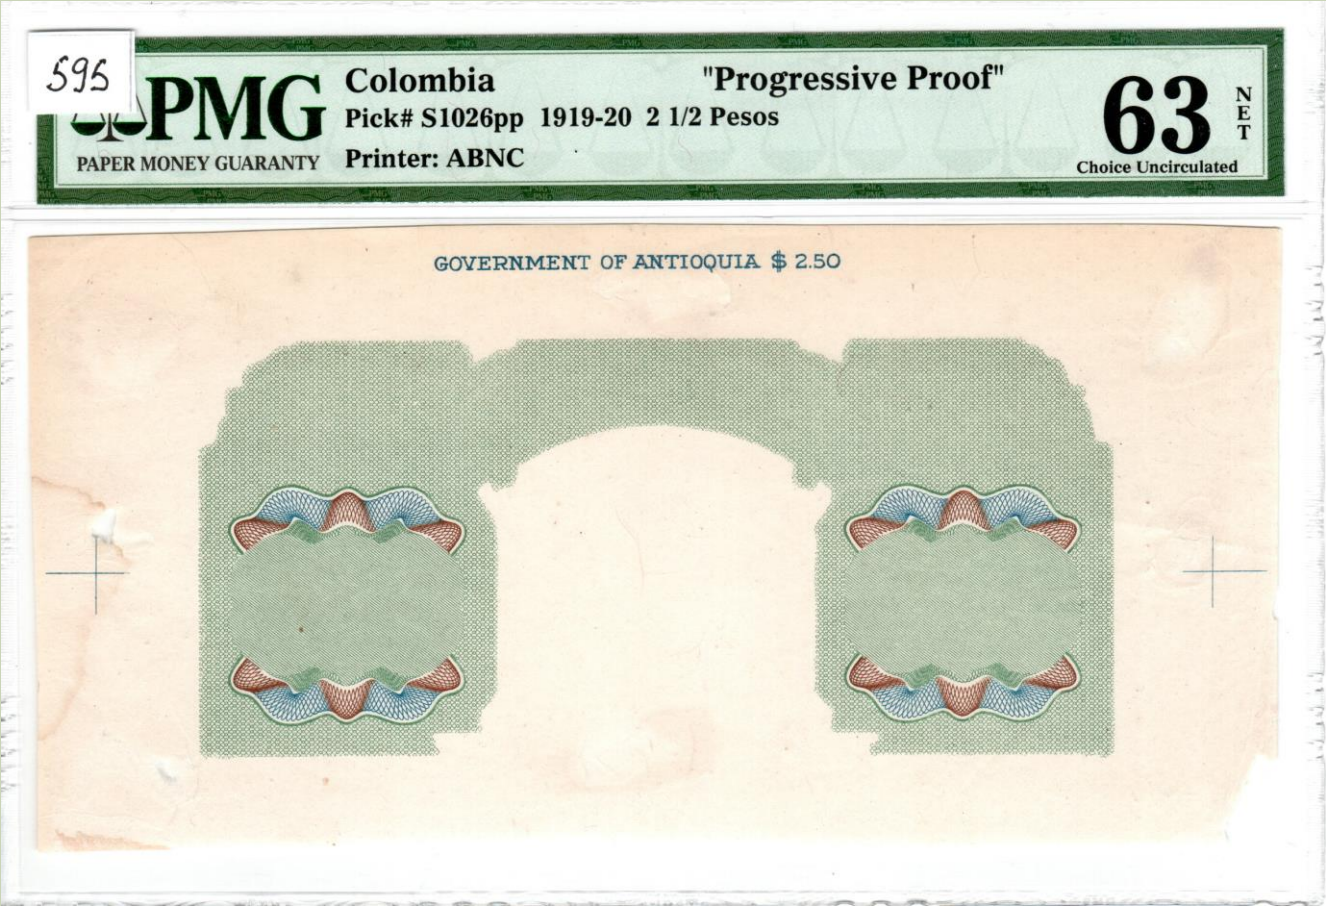 595
PMG
PAPER MONEY GUARANTY
Colombia "Progressive Proof"
Pick# S1026pp 1919-20 2 1/2 Pesos
Printer: ABNC
63
NET
Choice Uncirculated
GOVERNMENT OF ANTIOQUIA $ 2.50